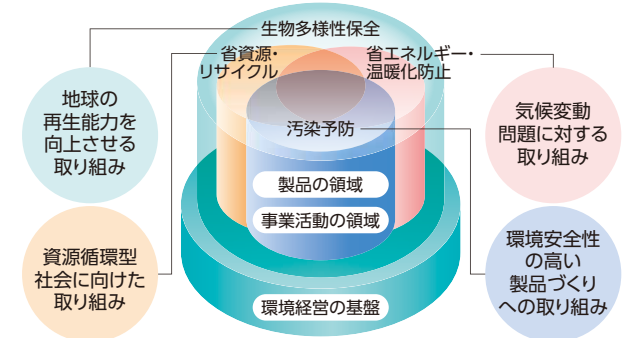 生物多様性保全
省資源・
リサイクル
省エネルギー・
温暖化防止
汚染予防
製品の領域
事業活動の領域
環境経営の基盤
地球の
再生能力を
向上させる
取り組み
気候変動
問題に対する
取り組み
資源循環型
社会に向けた
取り組み
環境安全性
の高い
製品づくり
への取り組み